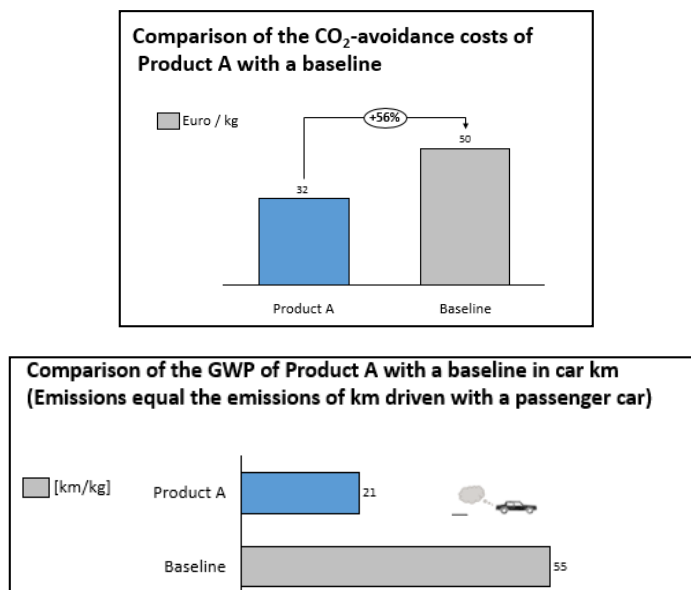 Comparison of the CO₂-avoidance costs of
Product A with a baseline
Euro / kg
+56%
50
32
Product A
Baseline
Comparison of the GWP of Product A with a baseline in car km
(Emissions equal the emissions of km driven with a passenger car)
[km/kg]
Product A
21
Baseline
55